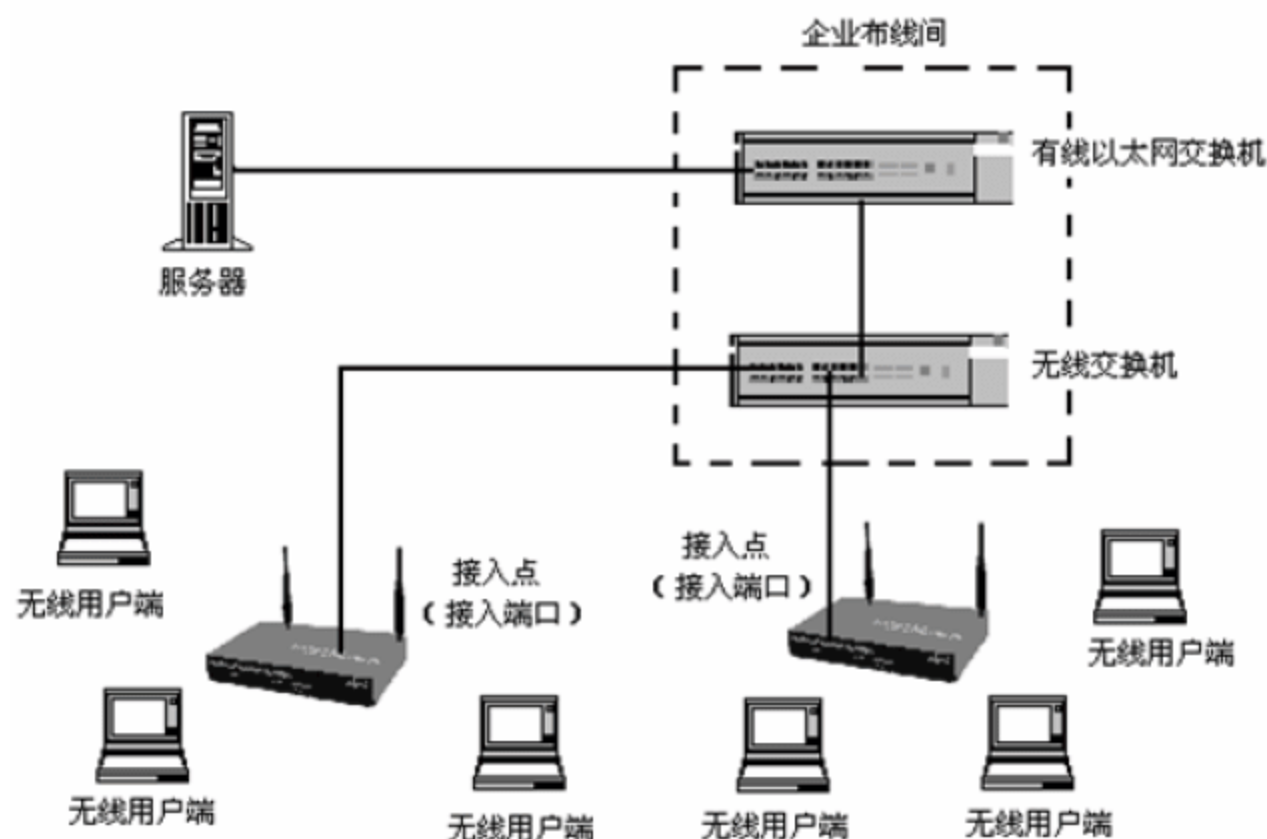 企业布线间
有线以太网交换机
服务器
无线交换机
接入点
（接入端口）
接入点
（接入端口）
无线用户端
无线用户端
无线用户端
无线用户端
无线用户端
无线用户端